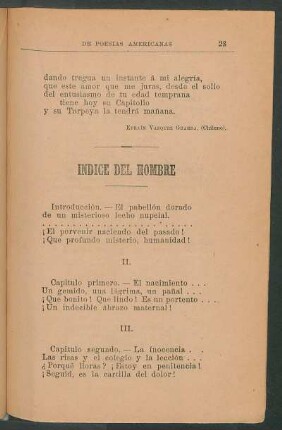 DE POESIAS AMERICANAS 23
dando tregua un instante á mi alegria,
que este amor que me juras, desde el solio
del entusiasmo de tu edad temprana
tiene hoy su Capitolio
y su Tarpeya la tendrá mañana.
EFRAÍN VASQUEZ GUARDA. (Chileno).
INDICE DEL HOMBRE
Introducción. — El pabellón dorado
de un misterioso lecho nupcial.
¡El porvenir naciendo del pasado!
¡Que profundo misterio, humanidad!
II.
Capítulo primero. — El nacimiento . . .
Un gemido, una lágrima, un pañal . . .
¡Que bonito! Que lindo! Es un portento . . .
¡Un indecible abrazo maternal!
III.
Capítulo segundo. — La inocencia . .
Las risas y el colegio y la lección . . .
¿Porqué lloras? ¡Estoy en penitencia!
¡Seguid, es la cartilla del dolor!